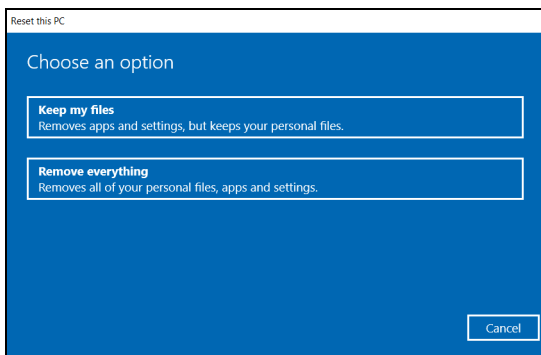 Reset this PC
Choose an option
Keep my files
Removes apps and settings, but keeps your personal files.
Remove everything
Removes all of your personal files, apps and settings.
Cancel